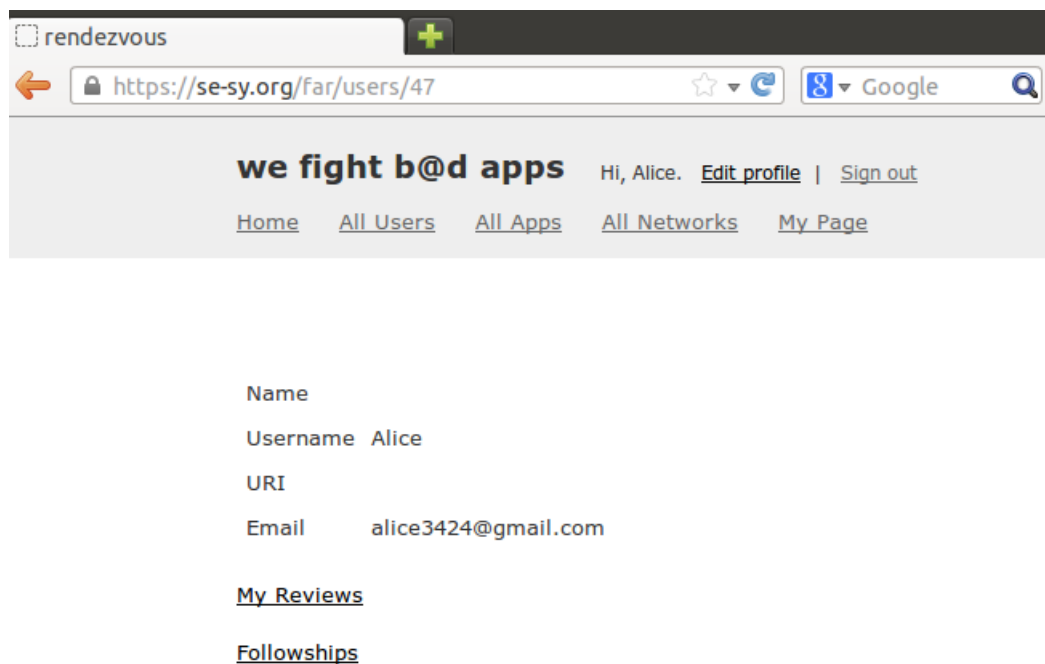 rendezvous
https://se-sy.org/far/users/47
8 Google
we fight b@d apps Hi, Alice. Edit profile | Sign out
Home All Users All Apps All Networks My Page
Name
Username Alice
URI
Email alice3424@gmail.com
My Reviews
Followships